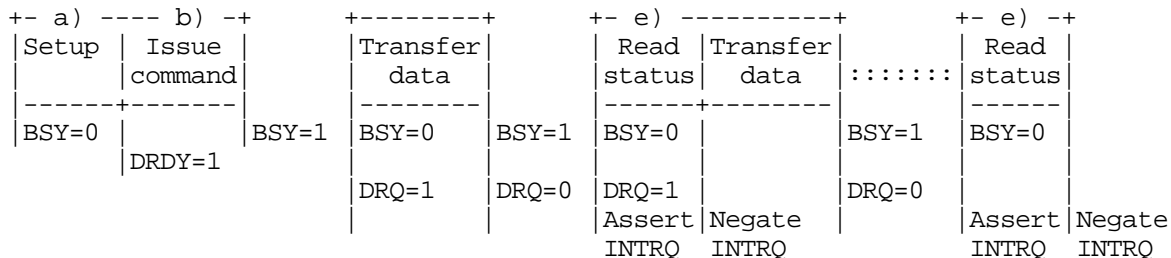 +- a) ---- b) -+        +---------+        +- e) ----------+        +- e) -+
|Setup | Issue |        |Transfer|        | Read |Transfer|        | Read |
|      |command|        |  data  |        |status|  data  |:::::::|status|
|------+-------|        |--------|        |------+--------|        |------|
|BSY=0 |       |BSY=1 |BSY=0   |BSY=1 |BSY=0 |        |BSY=1 |BSY=0 |
       |DRDY=1
|DRQ=1   |DRQ=0 |DRQ=1 |        |DRQ=0 |      |
|Assert|Negate  |        |Assert|Negate
INTRQ  INTRQ           INTRQ  INTRQ